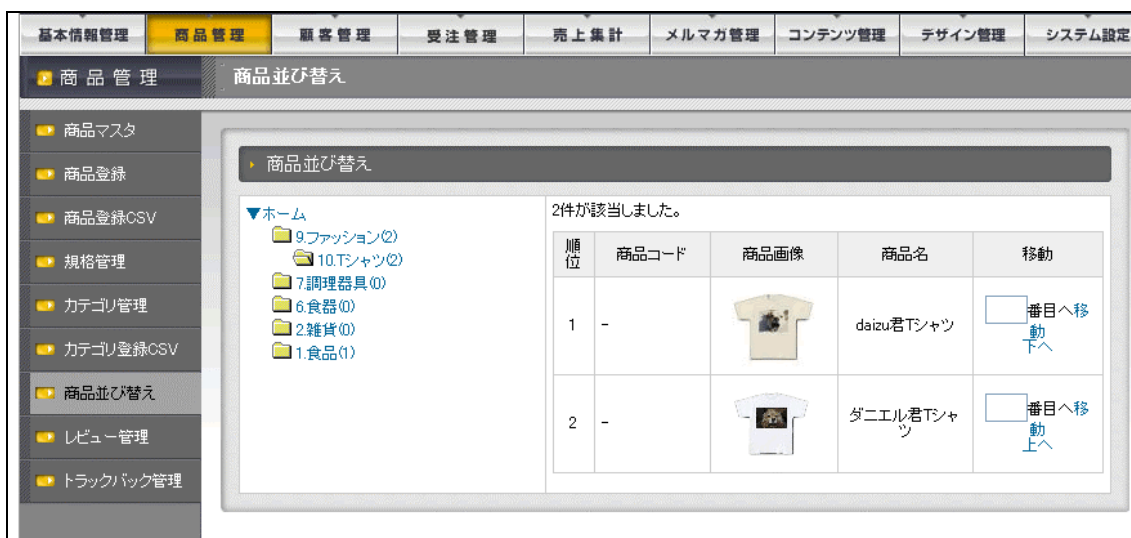 基本情報管理 商品管理 顧客管理 受注管理 売上集計 メルマガ管理 コンテンツ管理 デザイン管理 システム設定
商品管理 商品並び替え
商品マスタ
商品登録
商品登録CSV
規格管理
カテゴリ管理
カテゴリ登録CSV
商品並び替え
レビュー管理
トラックバック管理
商品並び替え
▼ホーム
9.ファッション(2)
10.Tシャツ(2)
7.調理器具(0)
6.食器(0)
2.雑貨(0)
1.食品(1)
2件が該当しました。
順位 商品コード 商品画像 商品名 移動
1 - daizu君Tシャツ 番目へ移
動
下へ
2 - ダニエル君Tシャ
ツ 番目へ移
動
上へ